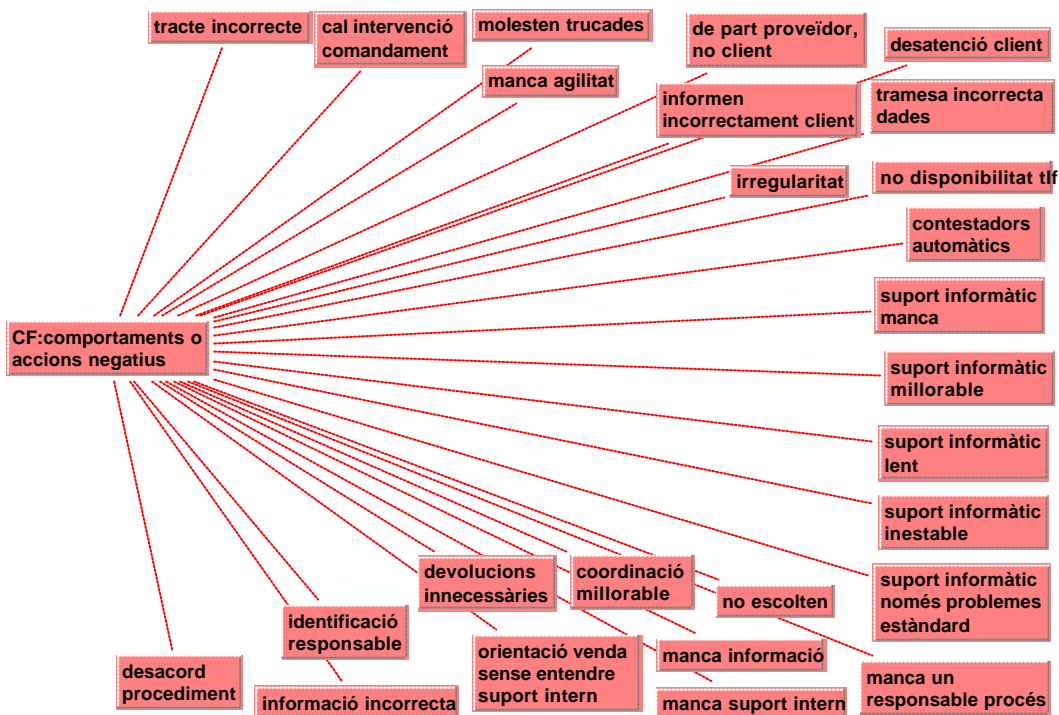 tracte incorrecte
cal intervenció
comandament
molesten trucades
manca agilitat
de part proveïdor,
no client
desatenció client
informen
incorrectament client
tramesa incorrecta
dades
irregularitat
no disponibilitat tlf
contestadors
automàtics
suport informàtic
manca
CF:comportaments o
accions negatius
suport informàtic
millorable
suport informàtic
lent
suport informàtic
inestable
suport informàtic
només problemes
estàndard
devolucions
innecessàries
coordinació
millorable
no escolten
identificació
responsable
orientació venda
sense entendre
suport intern
manca informació
desacord
procediment
informació incorrecta
manca suport intern
manca un
responsable procés